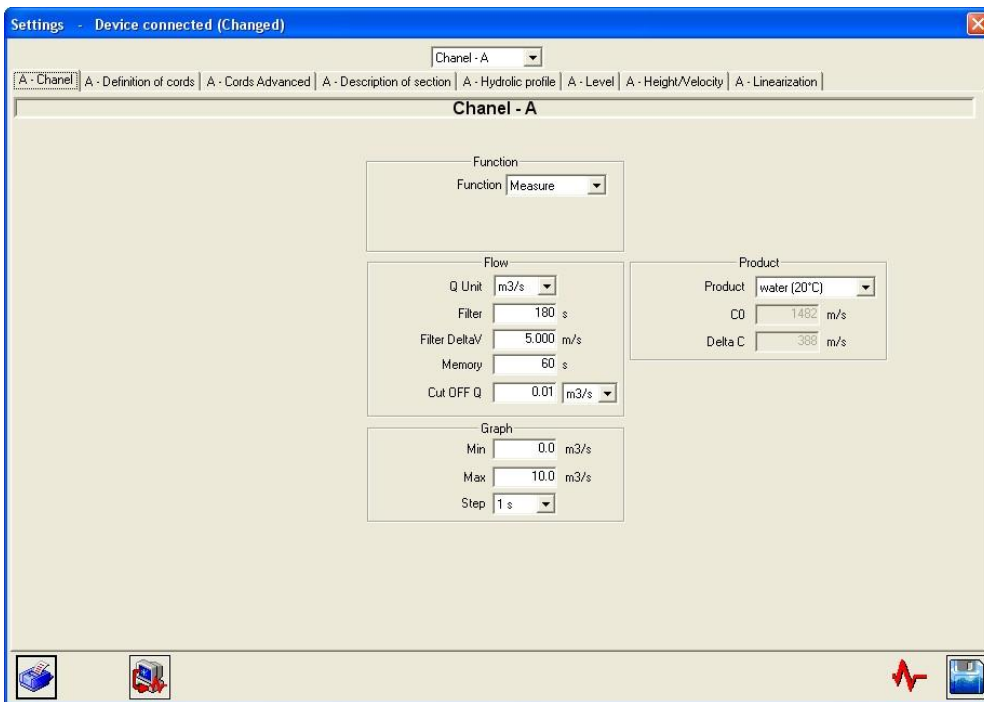 Settings - Device connected (Changed)
Chanel - A
A - Chanel A - Definition of cords A - Cords Advanced A - Description of section A - Hydrolic profile A - Level A - Height/Velocity A - Linearization
Chanel - A
Function
Function Measure
Flow
Q Unit m3/s
Filter 180 s
Filter DeltaV 5.000 m/s
Memory 60 s
Cut OFF Q 0.01 m3/s
Product
Product water (20°C)
C0 1482 m/s
Delta C 388 m/s
Graph
Min 0.0 m3/s
Max 10.0 m3/s
Step 1 s